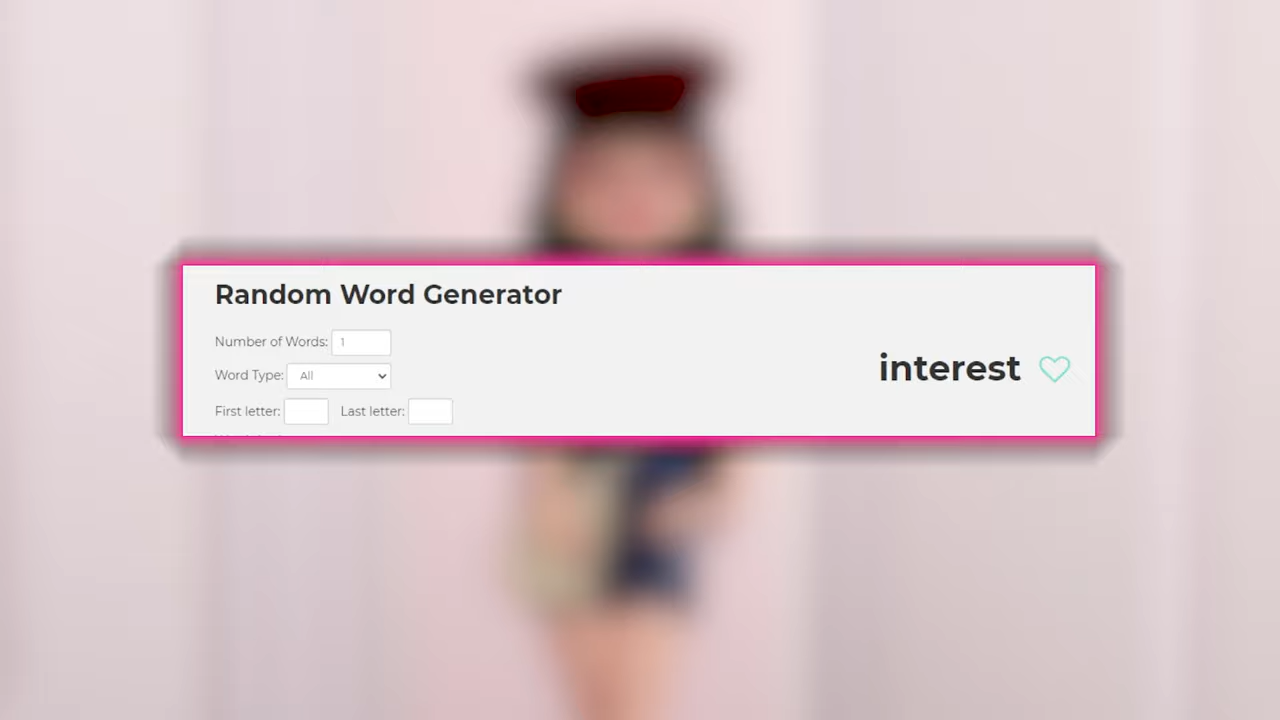 Random Word Generator
Number of Words: 1
Word Type: All
interest
First letter: Last letter: